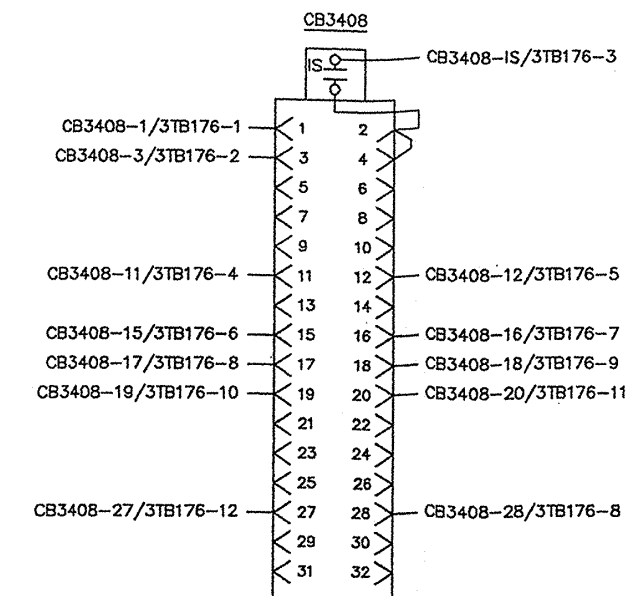 CB3408
IS CB3408-IS/3TB176-3
CB3408-1/3TB176-1 1 2
CB3408-3/3TB176-2 3 4
5 6
7 8
9 10
CB3408-11/3TB176-4 11 12 CB3408-12/3TB176-5
13 14
CB3408-15/3TB176-6 15 16 CB3408-16/3TB176-7
CB3408-17/3TB176-8 17 18 CB3408-18/3TB176-9
CB3408-19/3TB176-10 19 20 CB3408-20/3TB176-11
21 22
23 24
25 26
CB3408-27/3TB176-12 27 28 CB3408-28/3TB176-8
29 30
31 32